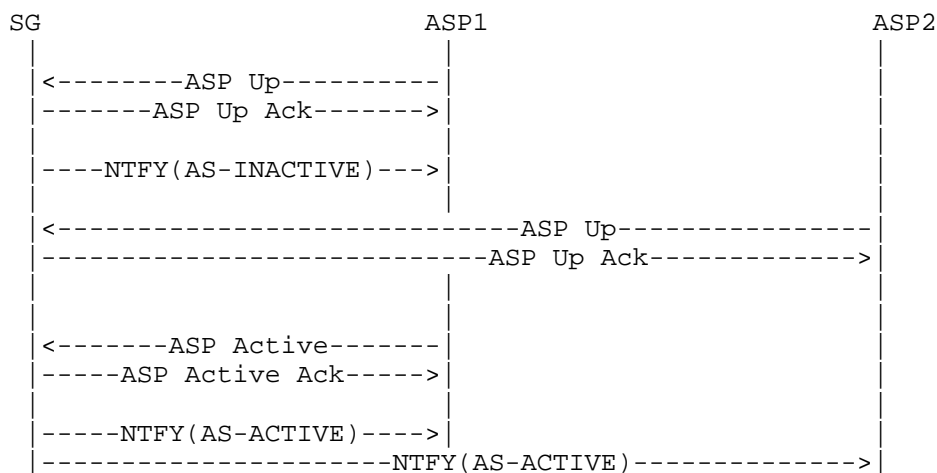 SG ASP1 ASP2
<--------ASP Up----------
-------ASP Up Ack------->
----NTFY(AS-INACTIVE)--->
<-----------------------------ASP Up----------------
----------------------------ASP Up Ack------------->
<-------ASP Active-------
-----ASP Active Ack----->
-----NTFY(AS-ACTIVE)---->
----------------------NTFY(AS-ACTIVE)-------------->